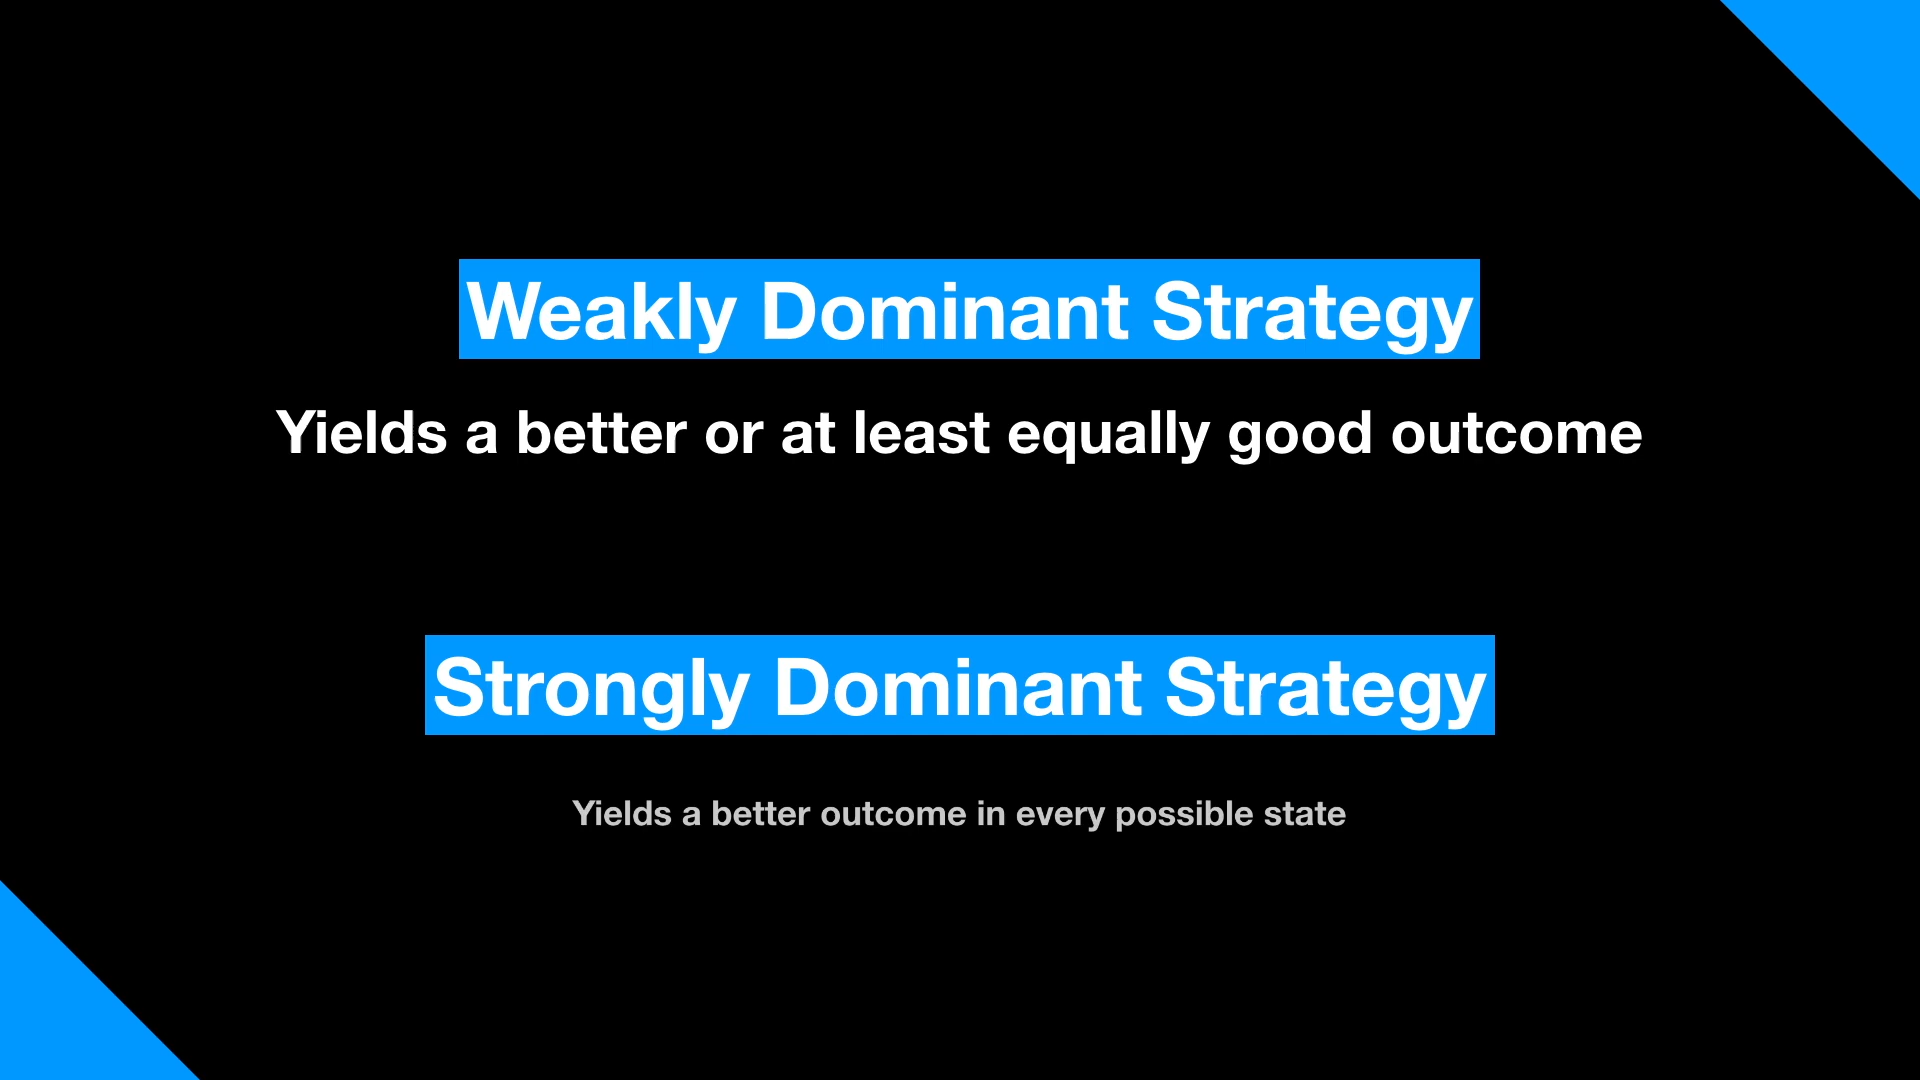 Weakly Dominant Strategy
Yields a better or at least equally good outcome
Strongly Dominant Strategy
Yields a better outcome in every possible state